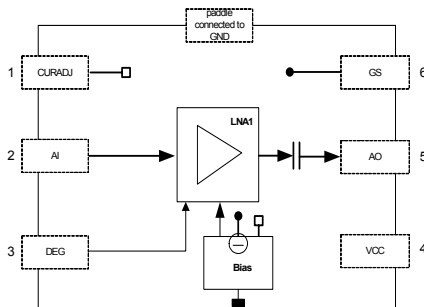 paddle
connected to
GND
1 CURADJ
GS 6
LNA1
2 AI
AO 5
3 DEG
VCC 4
Bias